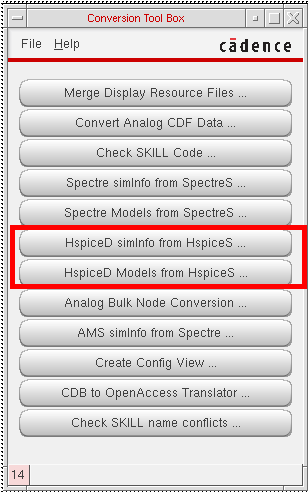 Conversion Tool Box
File Help cādence
Merge Display Resource Files ...
Convert Analog CDF Data ...
Check SKILL Code ...
Spectre simInfo from SpectreS ...
Spectre Models from SpectreS ...
HspiceD simInfo from HspiceS ...
HspiceD Models from HspiceS ...
Analog Bulk Node Conversion ...
AMS simInfo from Spectre ...
Create Config View ...
CDB to OpenAccess Translator ...
Check SKILL name conflicts ...
14